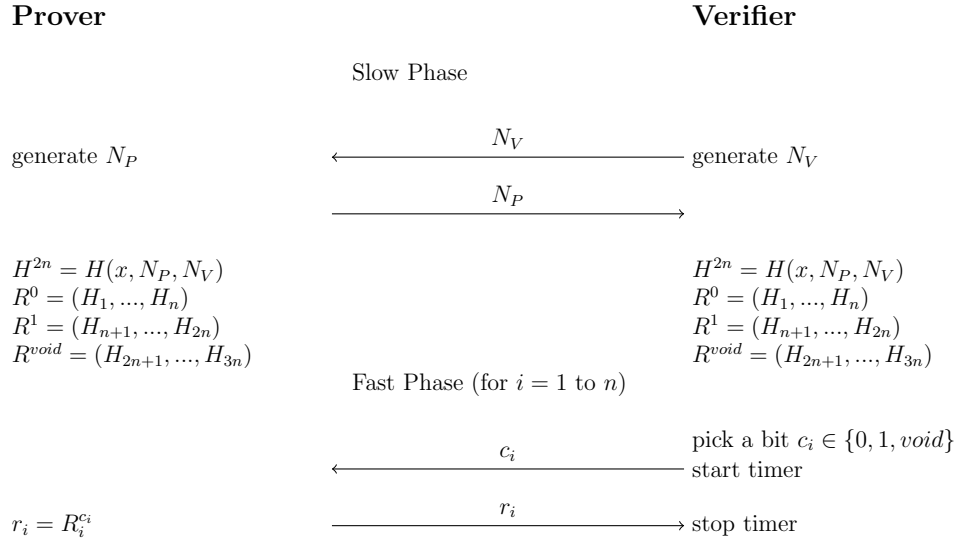 Prover Verifier
Slow Phase
N_V
generate N_P generate N_V
N_P
H^{2n} = H(x, N_P, N_V) H^{2n} = H(x, N_P, N_V)
R^0 = (H_1, ..., H_n) R^0 = (H_1, ..., H_n)
R^1 = (H_{n+1}, ..., H_{2n}) R^1 = (H_{n+1}, ..., H_{2n})
R^{void} = (H_{2n+1}, ..., H_{3n}) R^{void} = (H_{2n+1}, ..., H_{3n})
Fast Phase (for i = 1 to n)
pick a bit c_i ∈ {0, 1, void}
c_i
start timer
r_i
r_i = R_i^{c_i} stop timer